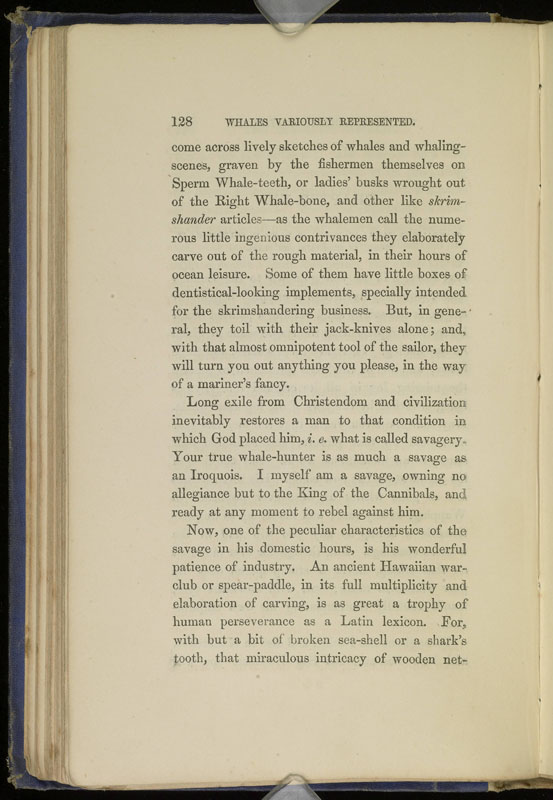 128 WHALES VARIOUSLY REPRESENTED.
come across lively sketches of whales and whaling-
scenes, graven by the fishermen themselves on
Sperm Whale-teeth, or ladies' busks wrought out
of the Right Whale-bone, and other like skrim-
shander articles—as the whalemen call the nume-
rous little ingenious contrivances they elaborately
carve out of the rough material, in their hours of
ocean leisure. Some of them have little boxes of
dentistical-looking implements, specially intended
for the skrimshandering business. But, in gene-
ral, they toil with their jack-knives alone; and,
with that almost omnipotent tool of the sailor, they
will turn you out anything you please, in the way
of a mariner's fancy.
Long exile from Christendom and civilization
inevitably restores a man to that condition in
which God placed him, i. e. what is called savagery.
Your true whale-hunter is as much a savage as
an Iroquois. I myself am a savage, owning no
allegiance but to the King of the Cannibals, and
ready at any moment to rebel against him.
Now, one of the peculiar characteristics of the
savage in his domestic hours, is his wonderful
patience of industry. An ancient Hawaiian war-
club or spear-paddle, in its full multiplicity and
elaboration of carving, is as great a trophy of
human perseverance as a Latin lexicon. For,
with but a bit of broken sea-shell or a shark's
tooth, that miraculous intricacy of wooden net-